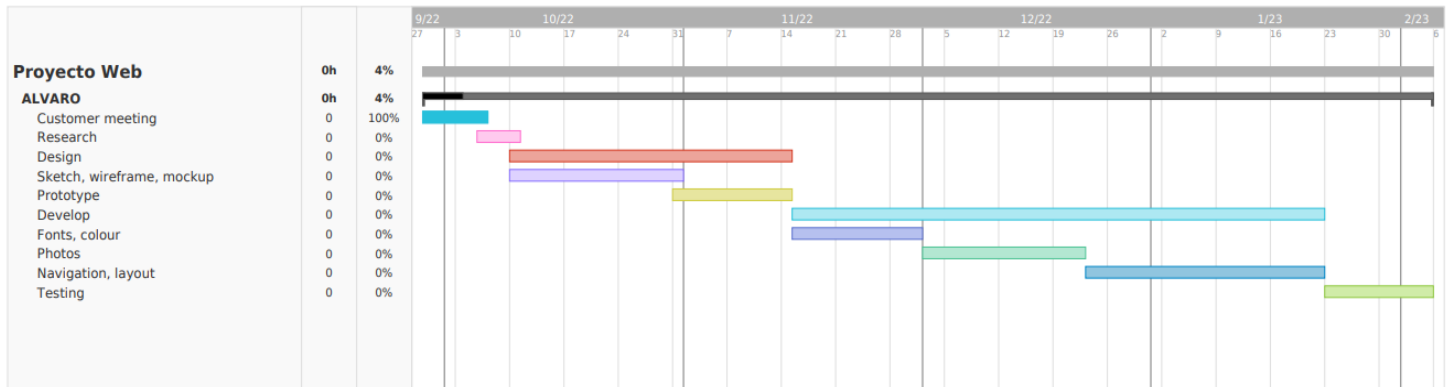 9/22 10/22 11/22 12/22 1/23 2/23
27 3 10 17 24 31 7 14 21 28 5 12 19 26 2 9 16 23 30 6
Proyecto Web 0h 4%
ALVARO 0h 4%
Customer meeting 0 100%
Research 0 0%
Design 0 0%
Sketch, wireframe, mockup 0 0%
Prototype 0 0%
Develop 0 0%
Fonts, colour 0 0%
Photos 0 0%
Navigation, layout 0 0%
Testing 0 0%